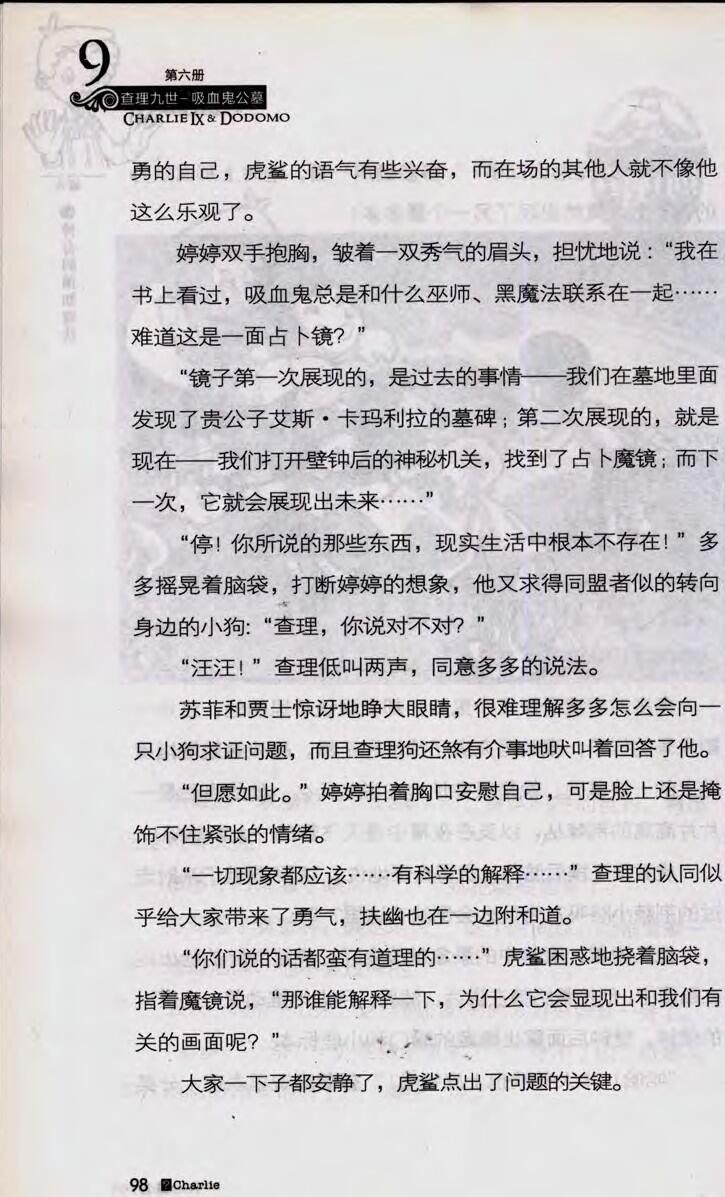 9
第六册
查理九世-吸血鬼公墓
CHARLIE IX & DODOMO
勇的自己，虎鲨的语气有些兴奋，而在场的其他人就不像他
这么乐观了。
婷婷双手抱胸，皱着一双秀气的眉头，担忧地说：“我在
书上看过，吸血鬼总是和什么巫师、黑魔法联系在一起……
难道这是一面占卜镜？”
“镜子第一次展现的，是过去的事情——我们在墓地里面
发现了贵公子艾斯·卡玛利拉的墓碑；第二次展现的，就是
现在——我们打开壁钟后的神秘机关，找到了占卜魔镜；而下
一次，它就会展现出未来……”
“停！你所说的那些东西，现实生活中根本不存在！”多
多摇晃着脑袋，打断婷婷的想象，他又求得同盟者似的转向
身边的小狗：“查理，你说对不对？”
“汪汪！”查理低叫两声，同意多多的说法。
苏菲和贾士惊讶地睁大眼睛，很难理解多多怎么会向一
只小狗求证问题，而且查理狗还煞有介事地吠叫着回答了他。
“但愿如此。”婷婷拍着胸口安慰自己，可是脸上还是掩
饰不住紧张的情绪。
“一切现象都应该……有科学的解释……”查理的认同似
乎给大家带来了勇气，扶幽也在一边附和道。
“你们说的话都蛮有道理的……”虎鲨困惑地挠着脑袋，
指着魔镜说，“那谁能解释一下，为什么它会显现出和我们有
关的画面呢？”
大家一下子都安静了，虎鲨点出了问题的关键。
98 Charlie